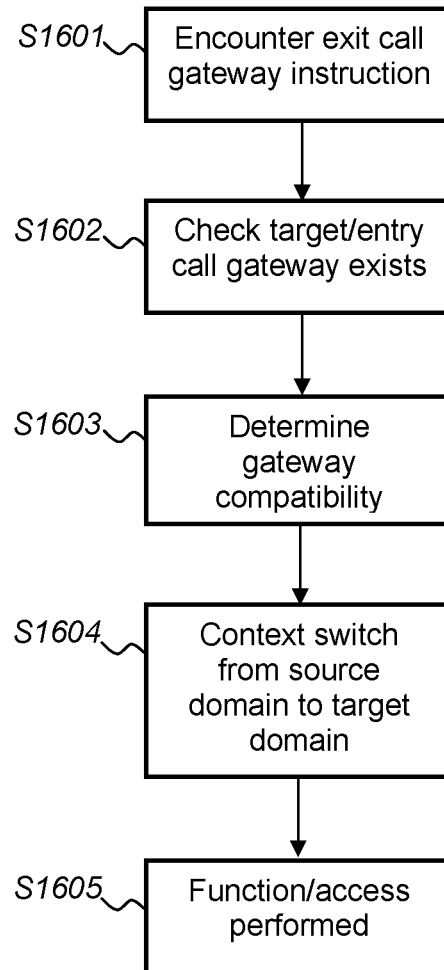 S1601
Encounter exit call
gateway instruction
S1602
Check target/entry
call gateway exists
S1603
Determine
gateway
compatibility
S1604
Context switch
from source
domain to target
domain
S1605
Function/access
performed